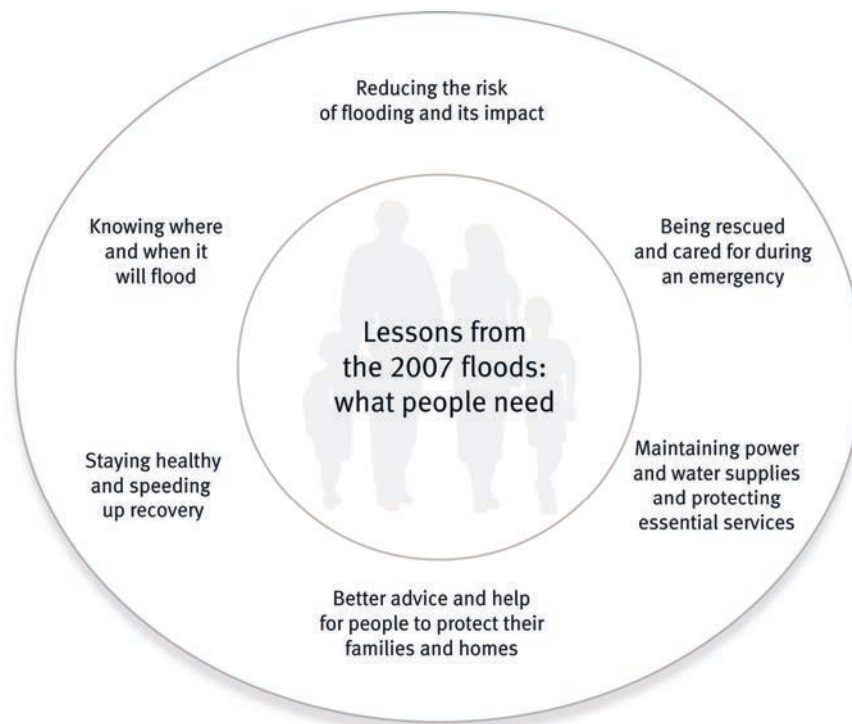 Reducing the risk
of flooding and its impact
Knowing where
and when it
will flood
Being rescued
and cared for during
an emergency
Lessons from
the 2007 floods:
what people need
Staying healthy
and speeding
up recovery
Maintaining power
and water supplies
and protecting
essential services
Better advice and help
for people to protect their
families and homes